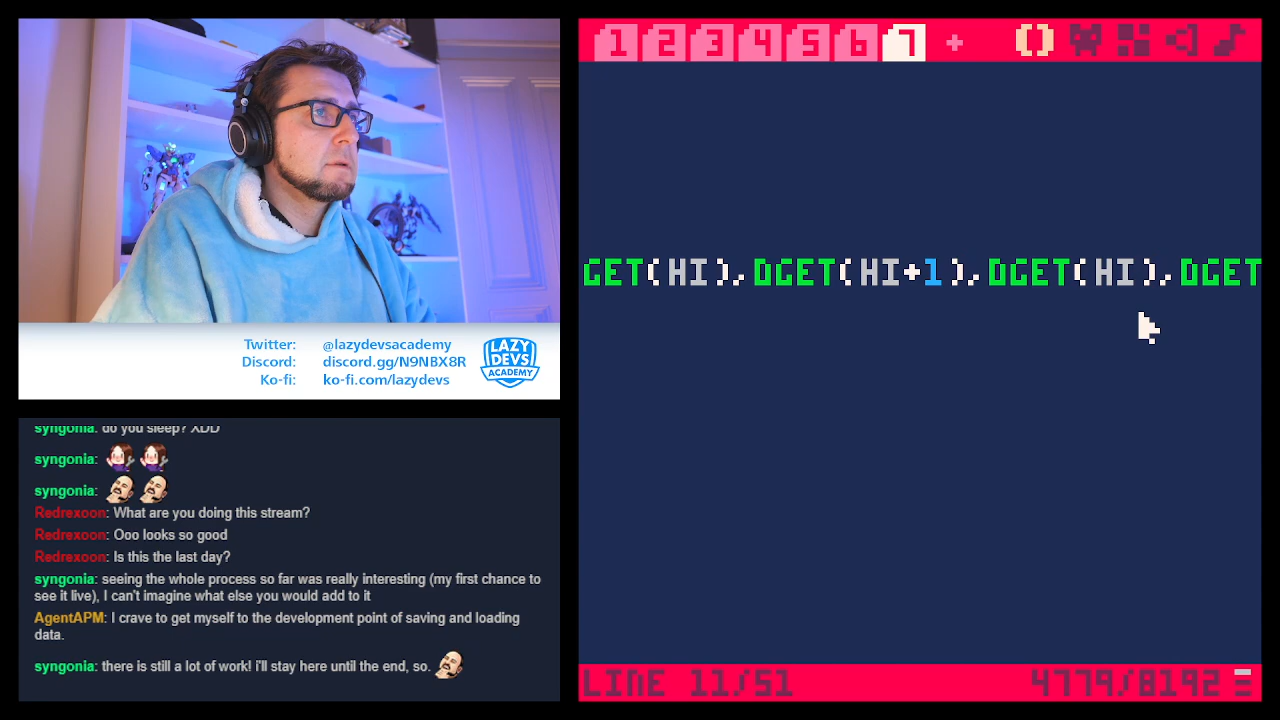 Twitter: @lazydevsacademy
Discord: discord.gg/N9NBX8R
Ko-fi: ko-fi.com/lazydevs
LAZY
DEVS
ACADEMY
syngonia: do you sleep? XDD
syngonia:
syngonia:
Redrexoon: What are you doing this stream?
Redrexoon: Ooo looks so good
Redrexoon: Is this the last day?
syngonia: seeing the whole process so far was really interesting (my first chance to
see it live), I can't imagine what else you would add to it
AgentAPM: I crave to get myself to the development point of saving and loading
data.
syngonia: there is still a lot of work! i'll stay here until the end, so.
1 2 3 4 5 6 7 + ()
GET(HI),DGET(HI+1),DGET(HI),DGET
LINE 11/51 4779/8192